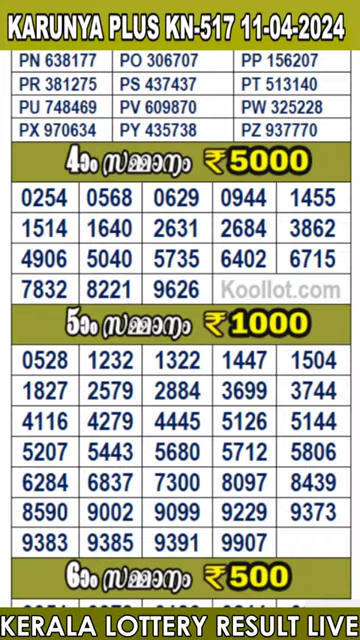 KARUNYA PLUS KN-517 11-04-2024
PN 638177 PO 306707 PP 156207
PR 381275 PS 437437 PT 513140
PU 748469 PV 609870 PW 325228
PX 970634 PY 435738 PZ 937770
4ാം സമ്മാനം ₹5000
0254 0568 0629 0944 1455
1514 1640 2631 2684 3862
4906 5040 5735 6402 6715
7832 8221 9626 Koollot.com
5ാം സമ്മാനം ₹1000
0528 1232 1322 1447 1504
1827 2579 2884 3699 3744
4116 4279 4445 5126 5144
5207 5443 5680 5712 5806
6284 6837 7300 8097 8439
8590 9002 9099 9229 9373
9383 9385 9391 9907
6ാം സമ്മാനം ₹500
KERALA LOTTERY RESULT LIVE